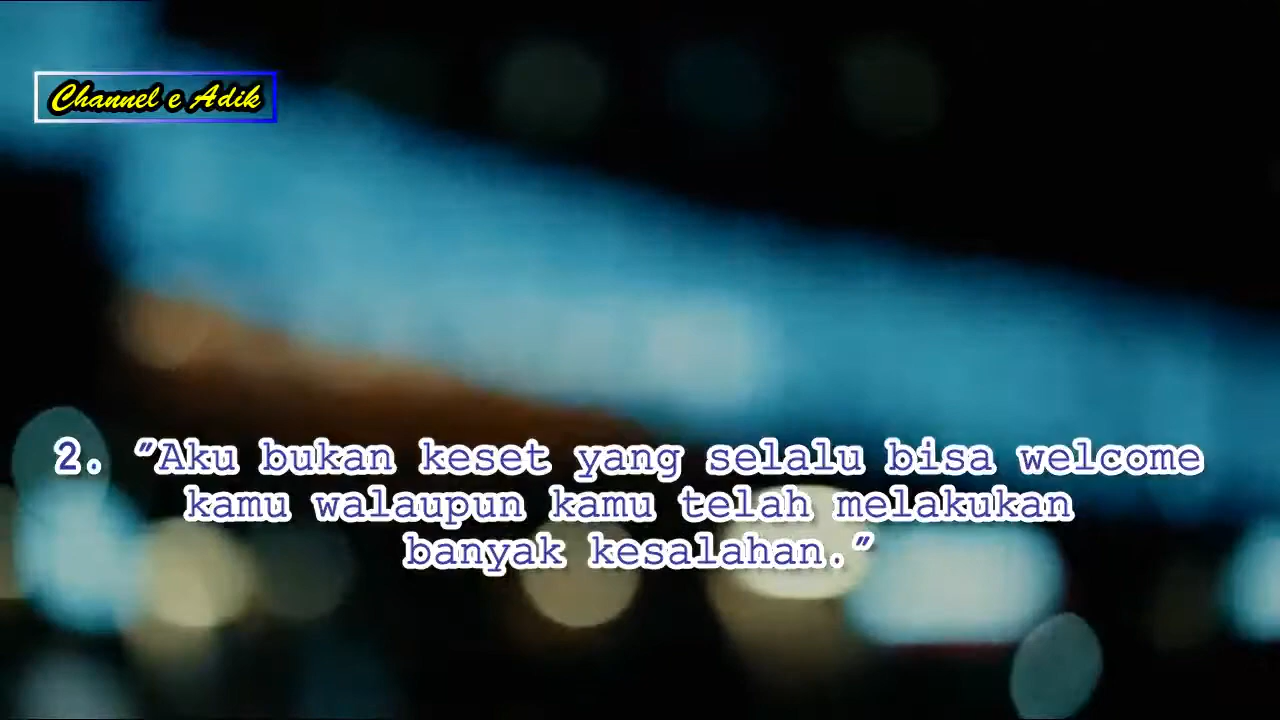 Channel e Adik
2. "Aku bukan keset yang selalu bisa welcome
kamu walaupun kamu telah melakukan
banyak kesalahan."